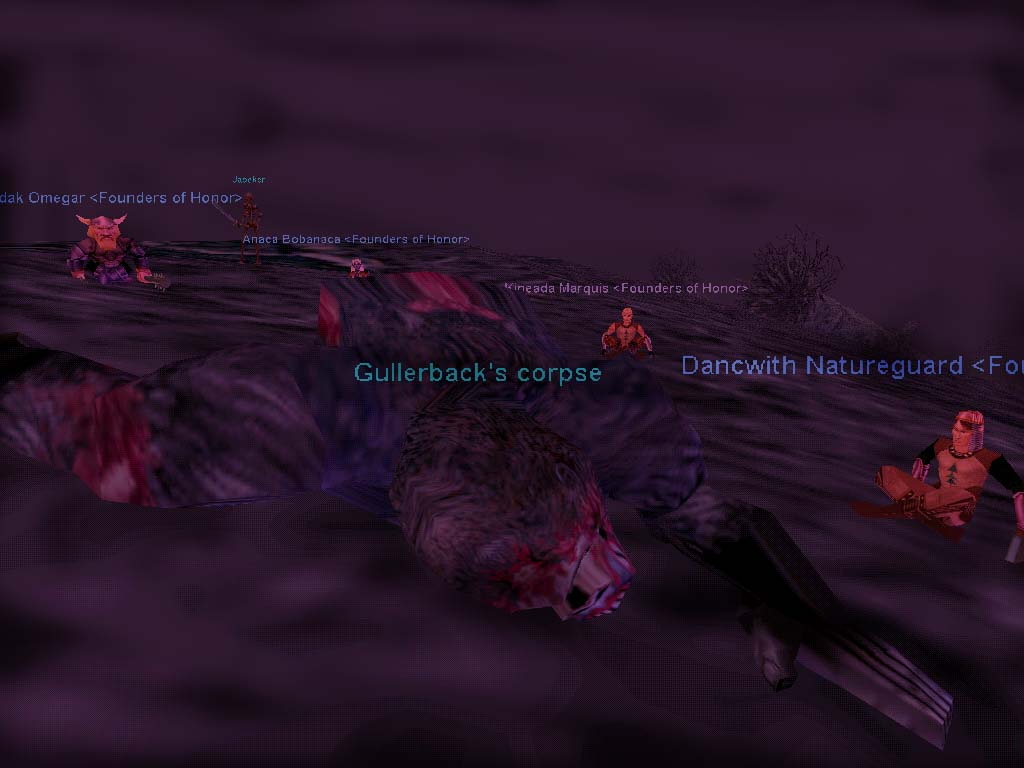 Jaoeker
dak Omegar <Founders of Honor>
Anaca Bobanaca <Founders of Honor>
Kineada Marquis <Founders of Honor>
Dancwith Natureguard <Fou
Gullerback's corpse